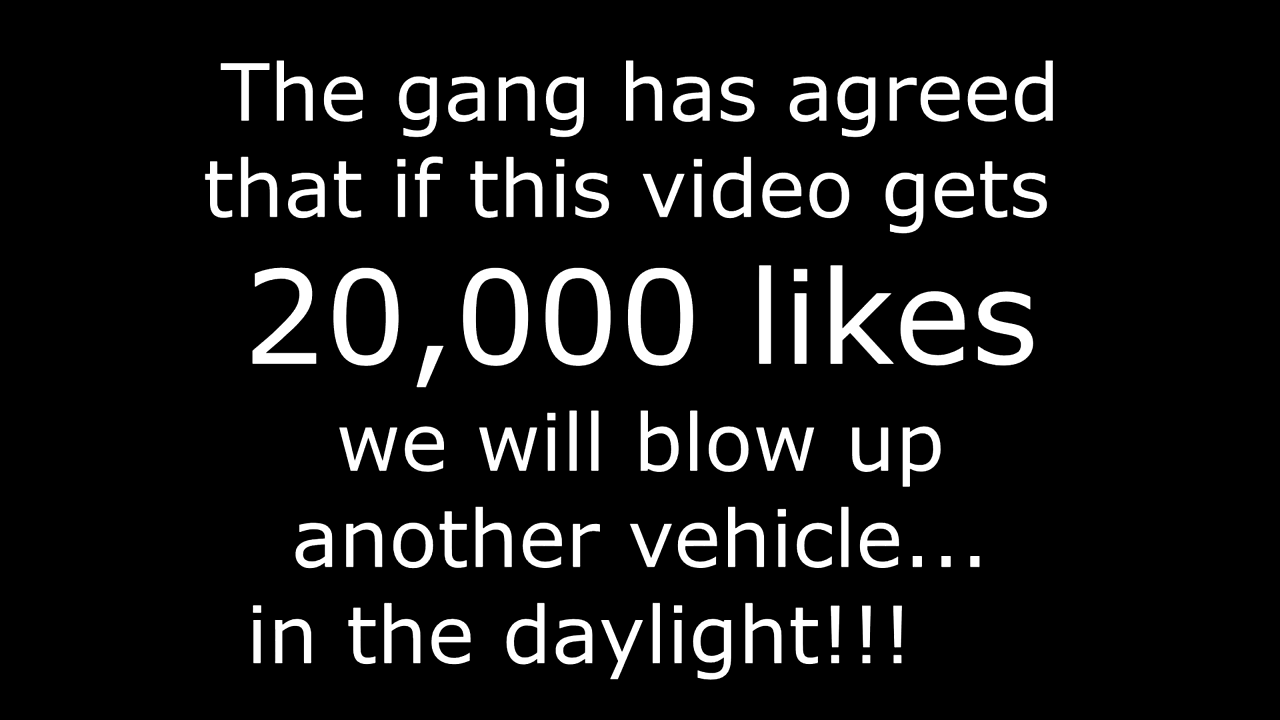 The gang has agreed
that if this video gets
20,000 likes
we will blow up
another vehicle...
in the daylight!!!